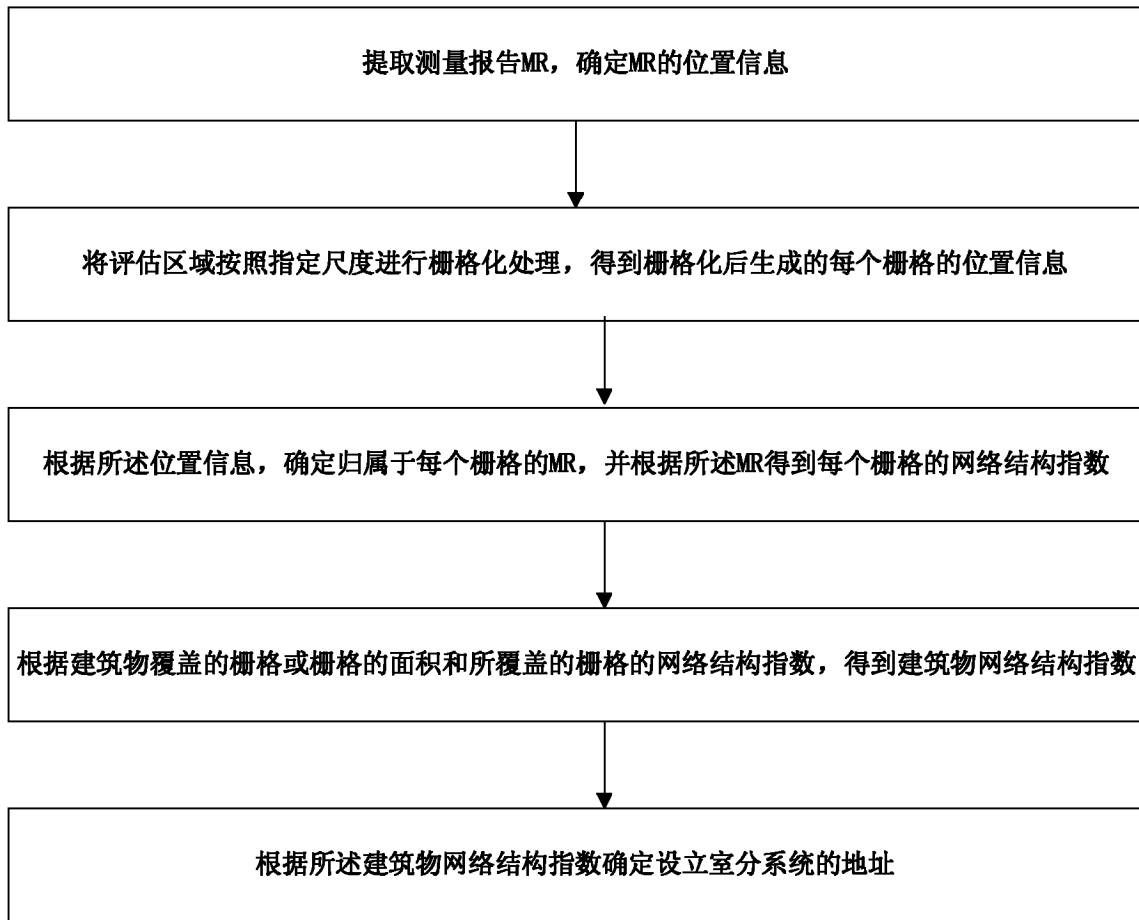 提取测量报告MR，确定MR的位置信息
将评估区域按照指定尺度进行栅格化处理，得到栅格化后生成的每个栅格的位置信息
根据所述位置信息，确定归属于每个栅格的MR，并根据所述MR得到每个栅格的网络结构指数
根据建筑物覆盖的栅格或栅格的面积和所覆盖的栅格的网络结构指数，得到建筑物网络结构指数
根据所述建筑物网络结构指数确定设立室分系统的地址